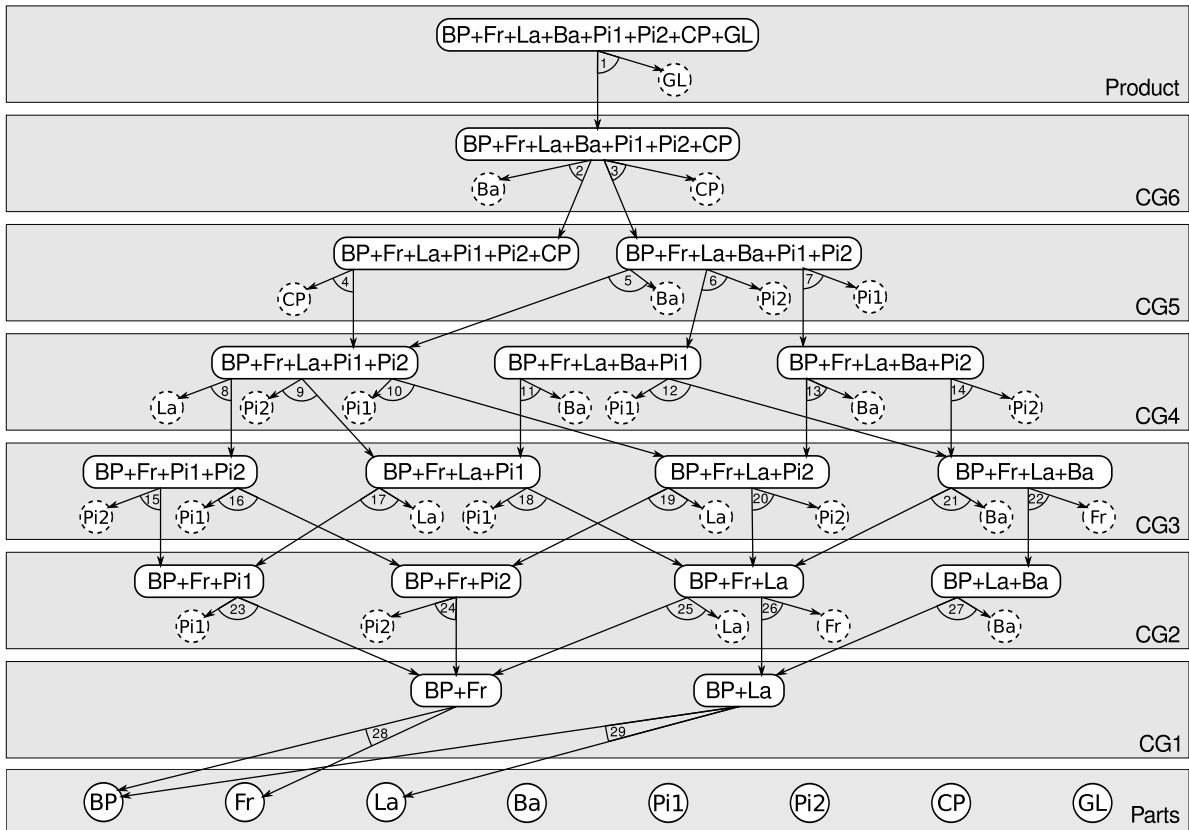 BP+Fr+La+Ba+Pi1+Pi2+CP+GL
1
GL
Product
BP+Fr+La+Ba+Pi1+Pi2+CP
2 3
Ba CP
CG6
BP+Fr+La+Pi1+Pi2+CP BP+Fr+La+Ba+Pi1+Pi2
4 5 6 7
CP Ba Pi2 Pi1
CG5
BP+Fr+La+Pi1+Pi2 BP+Fr+La+Ba+Pi1 BP+Fr+La+Ba+Pi2
8 9 10 11 12 13 14
La Pi2 Pi1 Ba Pi1 Ba Pi2
CG4
BP+Fr+Pi1+Pi2 BP+Fr+La+Pi1 BP+Fr+La+Pi2 BP+Fr+La+Ba
15 16 17 18 19 20 21 22
Pi2 Pi1 La Pi1 La Pi2 Ba Fr
CG3
BP+Fr+Pi1 BP+Fr+Pi2 BP+Fr+La BP+La+Ba
23 24 25 26 27
Pi1 Pi2 La Fr Ba
CG2
BP+Fr BP+La
28 29
CG1
BP Fr La Ba Pi1 Pi2 CP GL
Parts